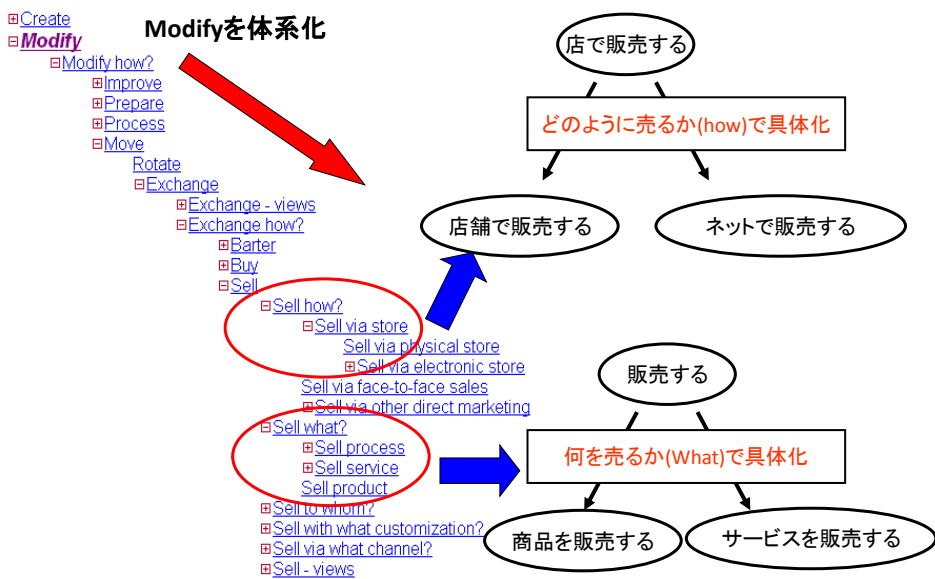 Create
Modify
Modify how?
Improve
Prepare
Process
Move
Rotate
Exchange
Exchange - views
Exchange how?
Barter
Buy
Sell
Sell how?
Sell via store
Sell via physical store
Sell via electronic store
Sell via face-to-face sales
Sell via other direct marketing
Sell what?
Sell process
Sell service
Sell product
Sell to whom?
Sell with what customization?
Sell via what channel?
Sell - views
Modifyを体系化
店で販売する
どのように売るか(how)で具体化
店舗で販売する
ネットで販売する
販売する
何を売るか(What)で具体化
商品を販売する
サービスを販売する